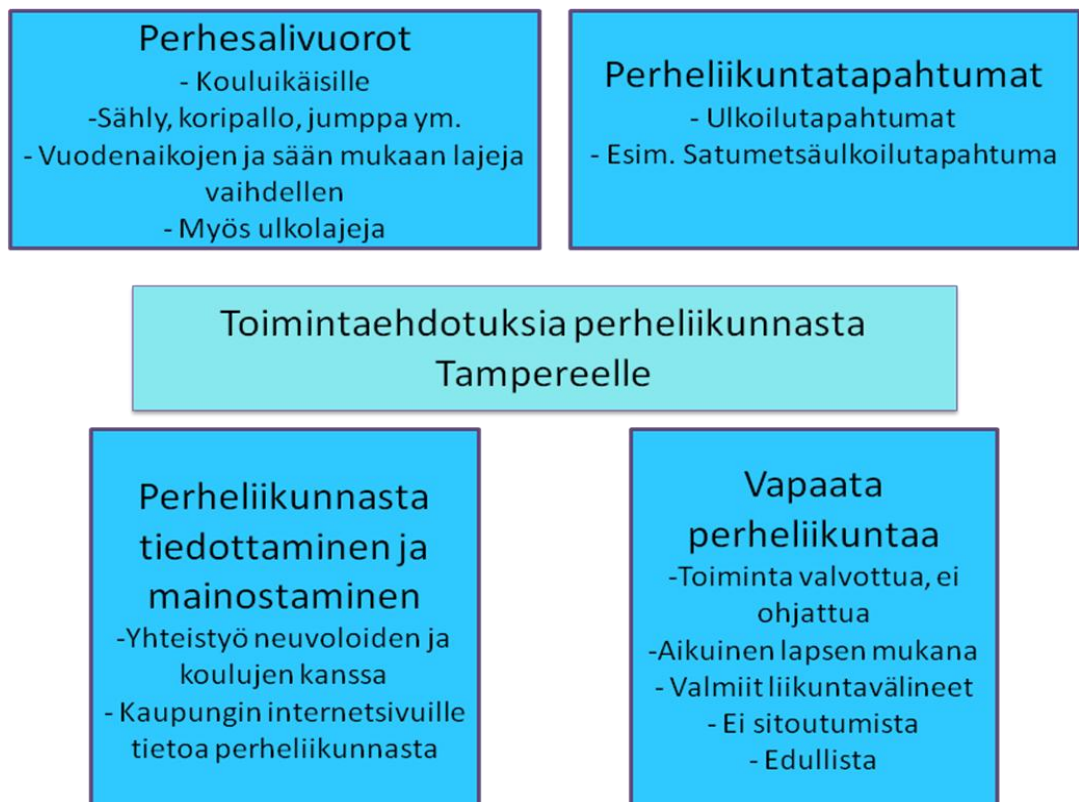 Perhesalivuorot
- Kouluikäisille
-Sähly, koripallo, jumppa ym.
- Vuodenaikojen ja sään mukaan lajeja
vaihdellen
- Myös ulkolajeja
Perheliikuntatapahtumat
- Ulkoilutapahtumat
- Esim. Satumetsäulkoilutapahtuma
Toimintaehdotuksia perheliikunnasta
Tampereelle
Perheliikunnasta
tiedottaminen ja
mainostaminen
-Yhteistyö neuvoloiden ja
koulujen kanssa
- Kaupungin internetsivuille
tietoa perheliikunnasta
Vapaata
perheliikuntaa
-Toiminta valvottua, ei
ohjattua
-Aikuinen lapsen mukana
- Valmiit liikuntavälineet
- Ei sitoutumista
- Edullista